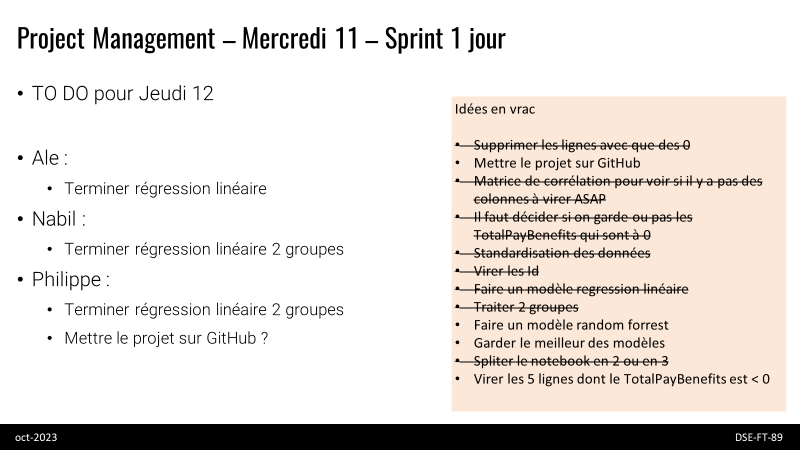 Project Management – Mercredi 11 – Sprint 1 jour
• TO DO pour Jeudi 12
• Ale :
• Terminer régression linéaire
• Nabil :
• Terminer régression linéaire 2 groupes
• Philippe :
• Terminer régression linéaire 2 groupes
• Mettre le projet sur GitHub ?
Idées en vrac
• Supprimer les lignes avec que des 0
• Mettre le projet sur GitHub
• Matrice de corrélation pour voir si il y a pas des
colonnes à virer ASAP
• Il faut décider si on garde ou pas les
TotalPayBenefits qui sont à 0
• Standardisation des données
• Virer les Id
• Faire un modèle regression linéaire
• Traiter 2 groupes
• Faire un modèle random forrest
• Garder le meilleur des modèles
• Spliter le notebook en 2 ou en 3
• Virer les 5 lignes dont le TotalPayBenefits est < 0
oct-2023
DSE-FT-89